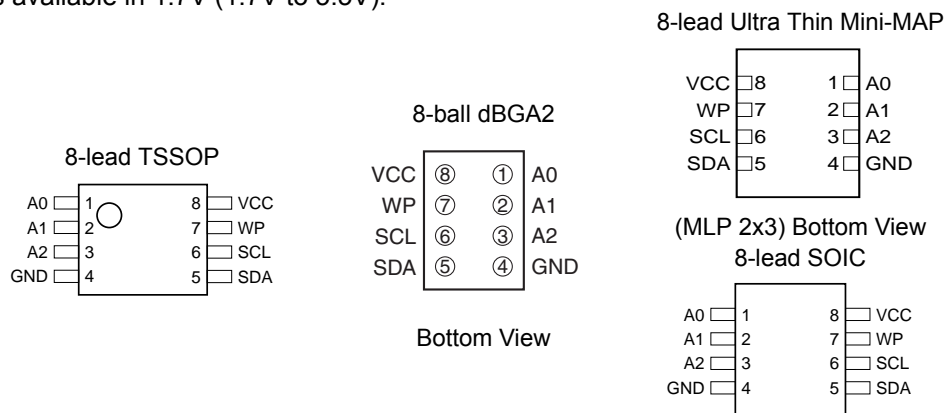 available in 1.7V (1.7V to
8-lead Ultra Thin Mini-MAP
VCC 8 1 A0
WP 7 2 A1
SCL 6 3 A2
SDA 5 4 GND
(MLP 2x3) Bottom View
8-ball dBGA2
VCC 8 1 A0
WP 7 2 A1
SCL 6 3 A2
SDA 5 4 GND
Bottom View
8-lead TSSOP
A0 1 8 VCC
A1 2 7 WP
A2 3 6 SCL
GND 4 5 SDA
8-lead SOIC
A0 1 8 VCC
A1 2 7 WP
A2 3 6 SCL
GND 4 5 SDA